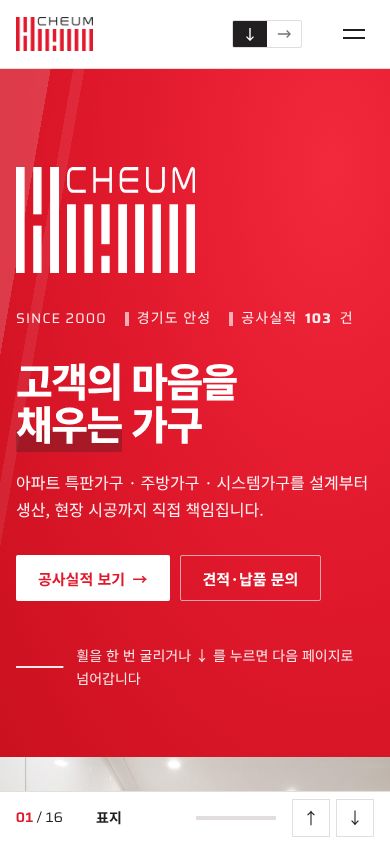 CHEUM
↓ →
CHEUM
SINCE 2000 경기도 안성 공사실적 103 건
고객의 마음을
채우는 가구
아파트 특판가구 · 주방가구 · 시스템가구를 설계부터
생산, 현장 시공까지 직접 책임집니다.
공사실적 보기 → 견적·납품 문의
휠을 한 번 굴리거나 ↓ 를 누르면 다음 페이지로
넘어갑니다
01 / 16 표지 ↑ ↓